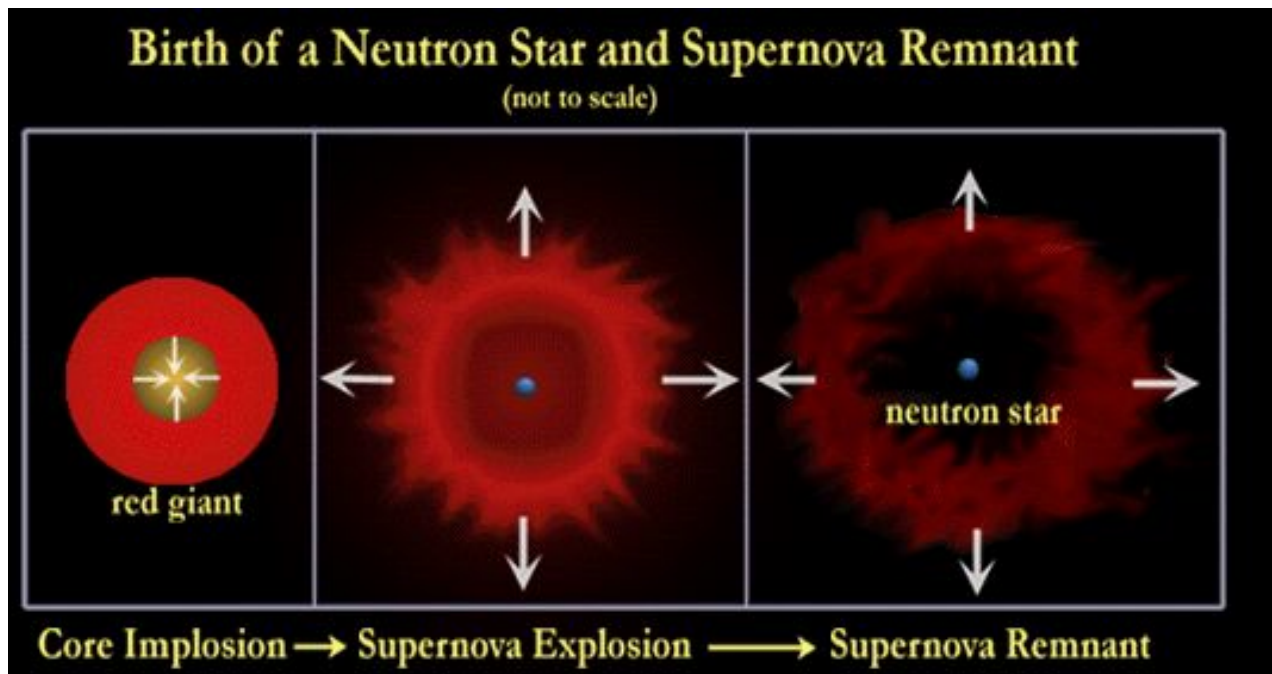 Birth of a Neutron Star and Supernova Remnant
(not to scale)
red giant
neutron star
Core Implosion → Supernova Explosion → Supernova Remnant